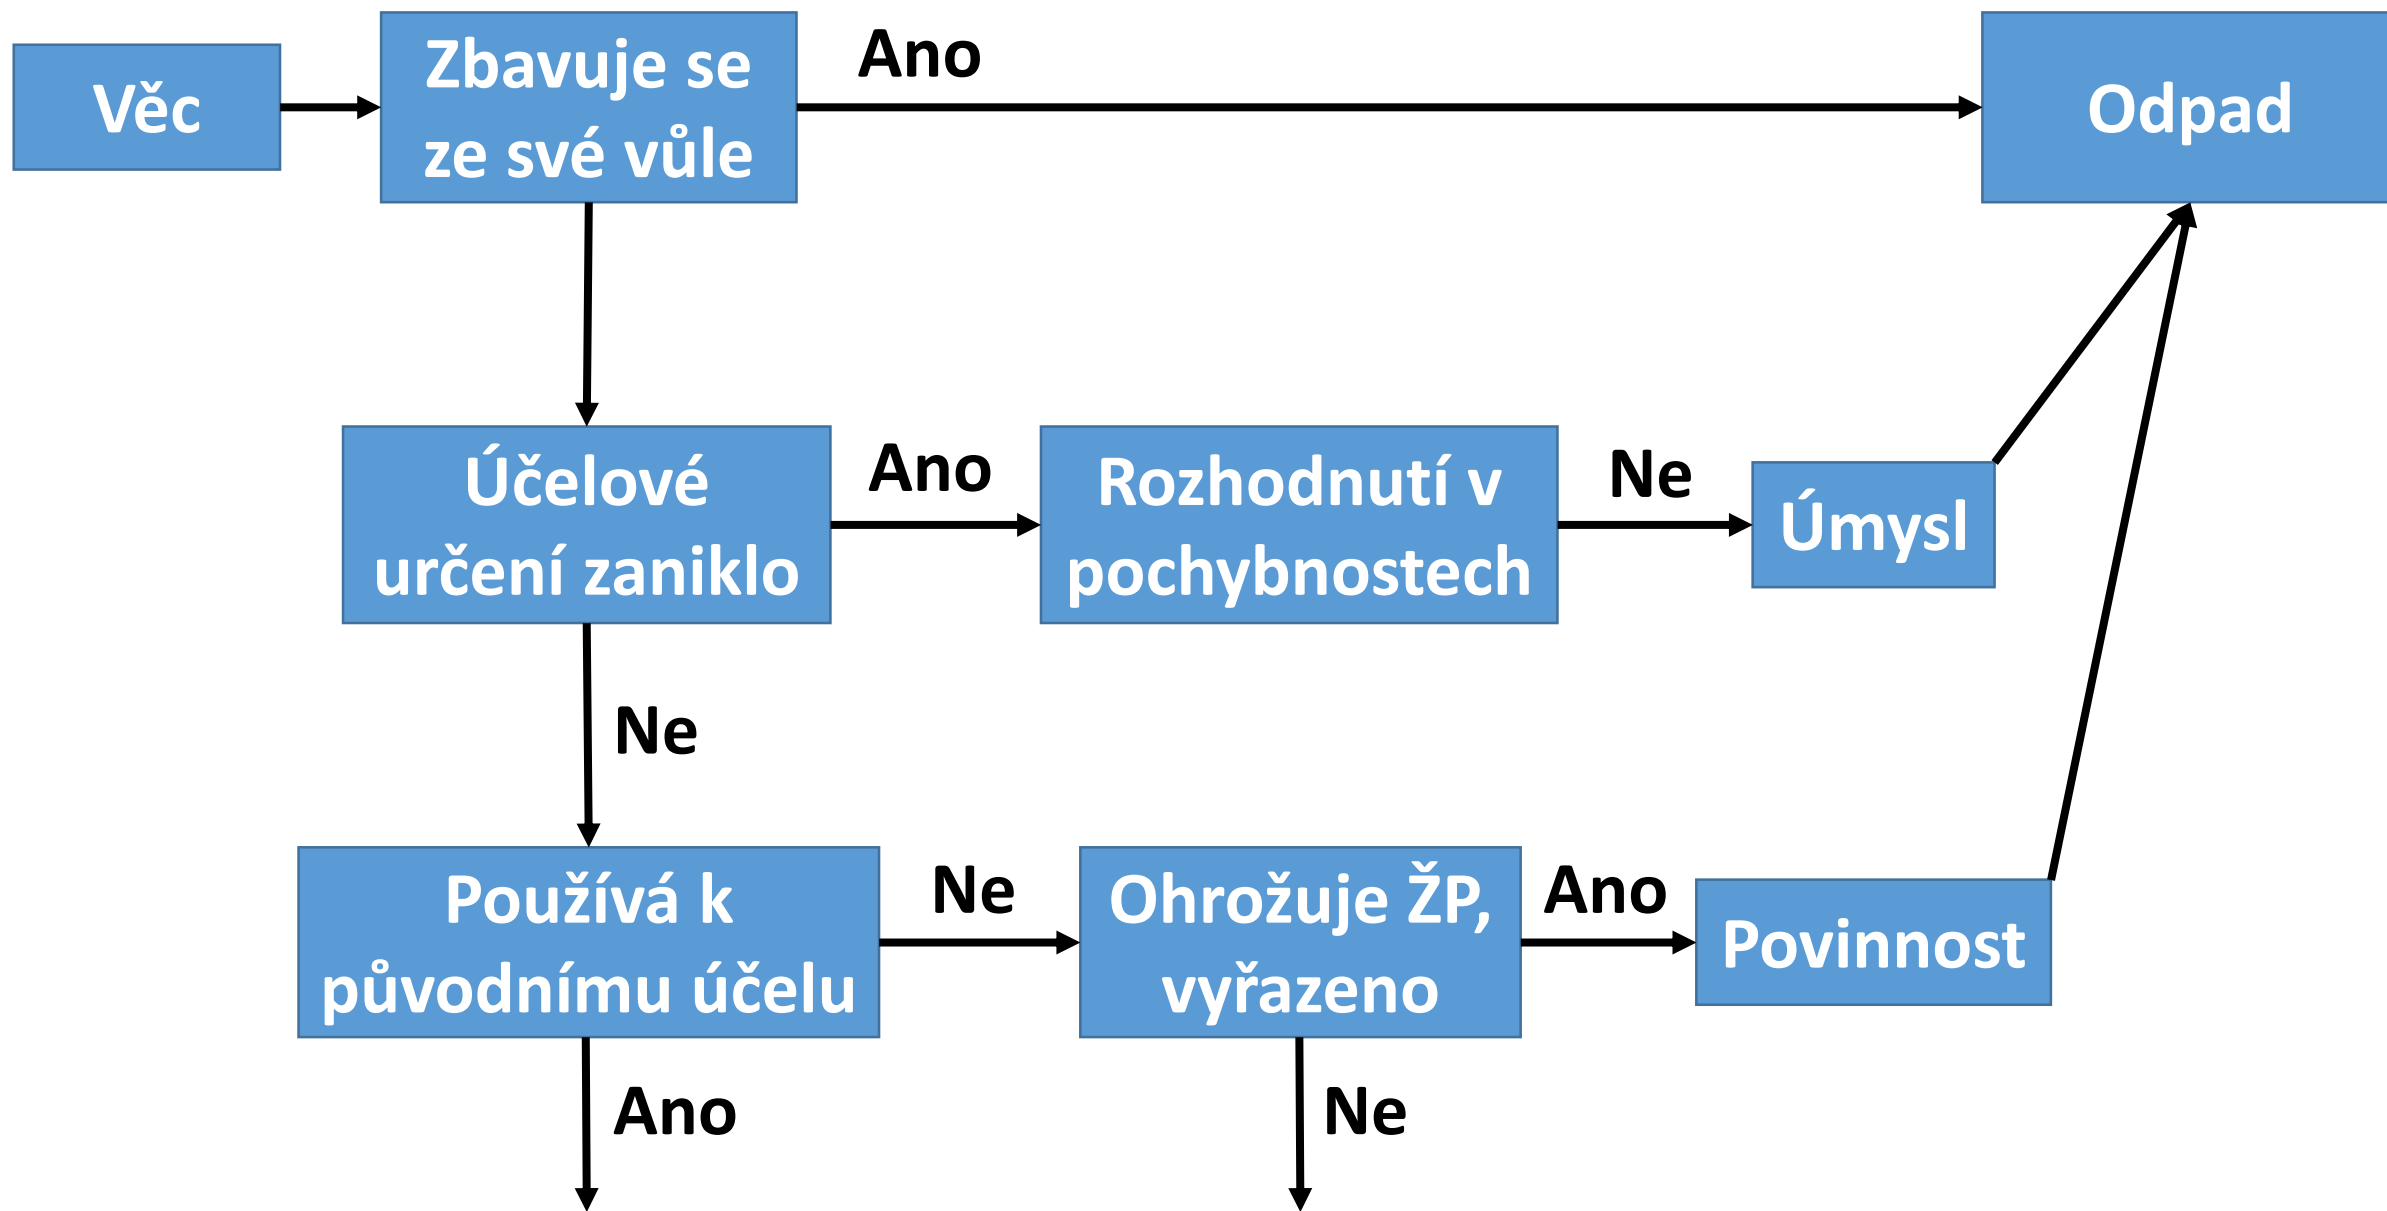 Věc
Zbavuje se
ze své vůle
Ano
Odpad
Účelové
určení zaniklo
Ano
Rozhodnutí v
pochybnostech
Ne
Úmysl
Ne
Používá k
původnímu účelu
Ne
Ohrožuje ŽP,
vyřazeno
Ano
Povinnost
Ano
Ne